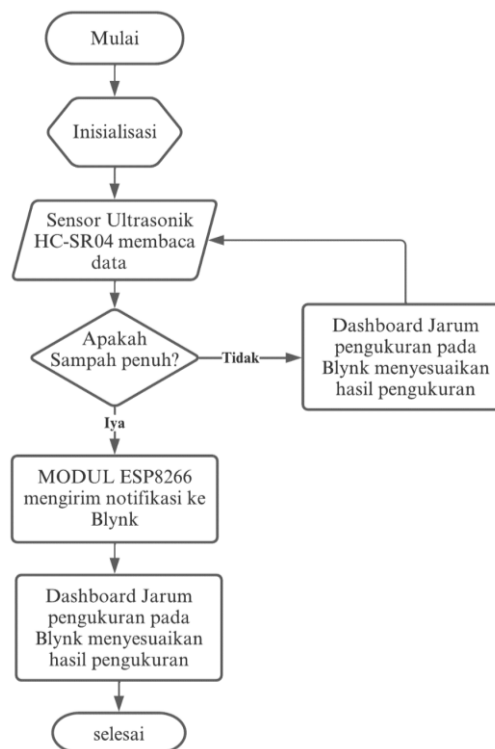 Mulai
Inisialisasi
Sensor Ultrasonik
HC-SR04 membaca
data
Apakah
Sampah penuh?
Tidak
Dashboard Jarum
pengukuran pada
Blynk menyesuaikan
hasil pengukuran
Iya
MODUL ESP8266
mengirim notifikasi ke
Blynk
Dashboard Jarum
pengukuran pada
Blynk menyesuaikan
hasil pengukuran
selesai